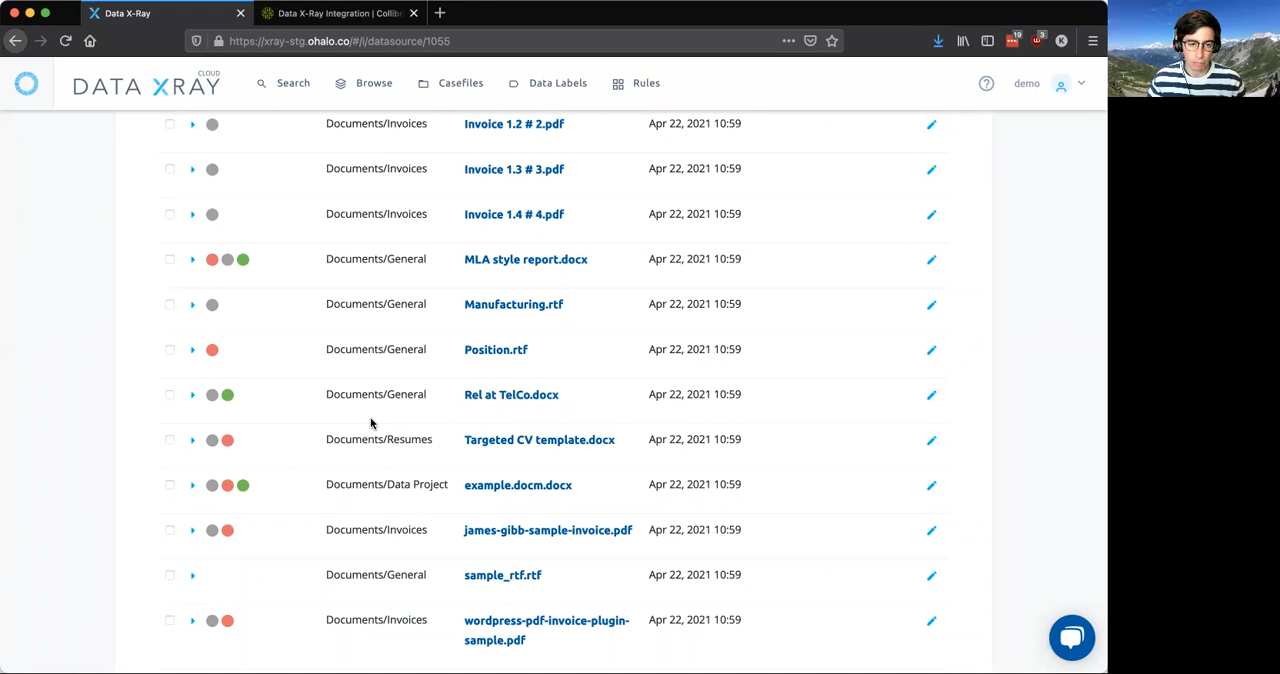 Data X-Ray
Data X-Ray Integration | Collib
https://xray-stg.ohalo.co/#/i/datasource/1055
19
3
K
DATA XRAY
CLOUD
Search
Browse
Casefiles
Data Labels
Rules
demo
Documents/Invoices Invoice 1.2 # 2.pdf Apr 22, 2021 10:59
Documents/Invoices Invoice 1.3 # 3.pdf Apr 22, 2021 10:59
Documents/Invoices Invoice 1.4 # 4.pdf Apr 22, 2021 10:59
Documents/General MLA style report.docx Apr 22, 2021 10:59
Documents/General Manufacturing.rtf Apr 22, 2021 10:59
Documents/General Position.rtf Apr 22, 2021 10:59
Documents/General Rel at TelCo.docx Apr 22, 2021 10:59
Documents/Resumes Targeted CV template.docx Apr 22, 2021 10:59
Documents/Data Project example.docm.docx Apr 22, 2021 10:59
Documents/Invoices james-gibb-sample-invoice.pdf Apr 22, 2021 10:59
Documents/General sample_rtf.rtf Apr 22, 2021 10:59
Documents/Invoices wordpress-pdf-invoice-plugin- Apr 22, 2021 10:59
sample.pdf